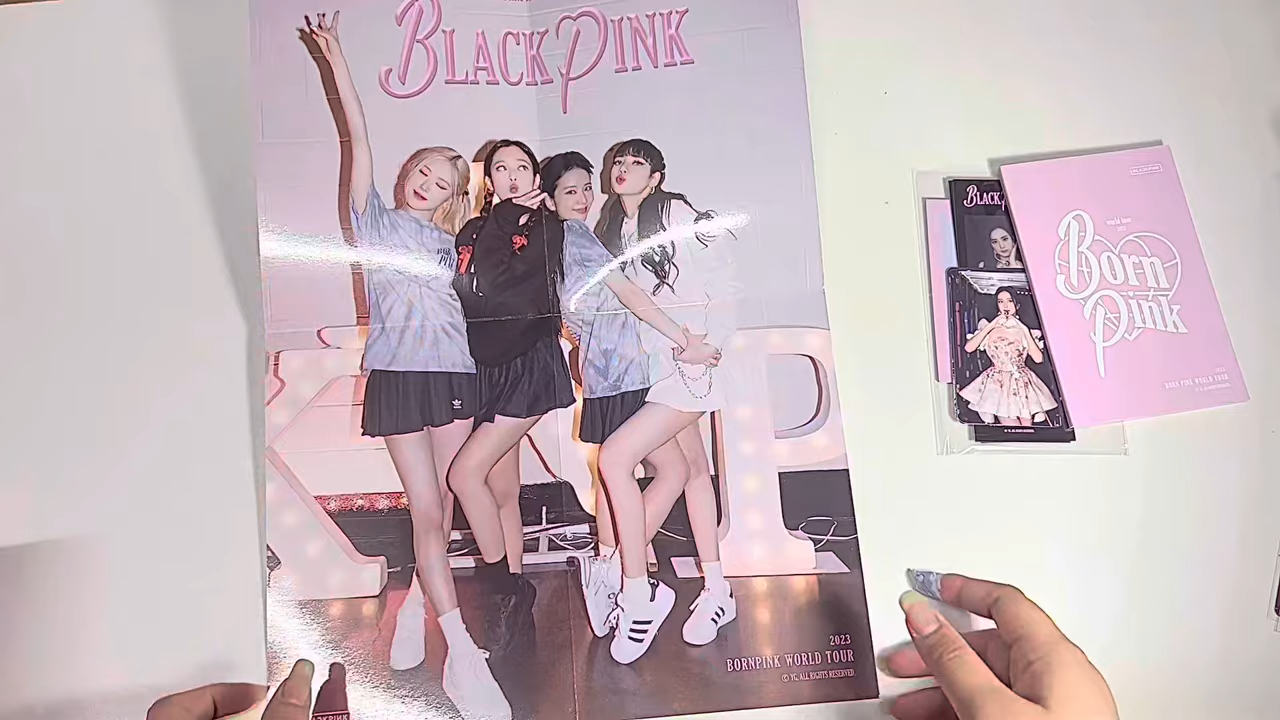 BLACKPINK
2023
BORNPINK WORLD TOUR
© YG. ALL RIGHTS RESERVED.
BLACK
BLACKPINK
world tour
Born
Pink
2023
BORN PINK WORLD TOUR